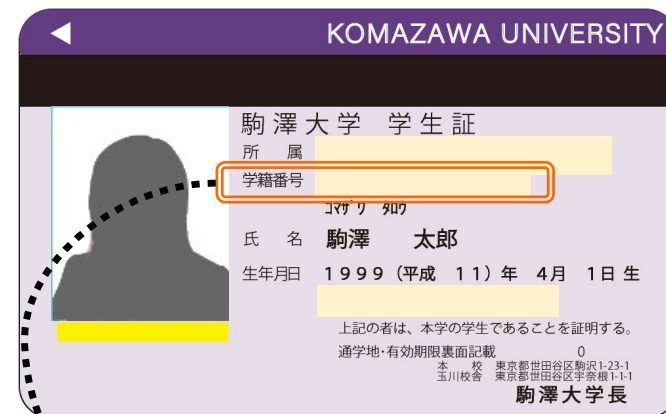 KOMAZAWA UNIVERSITY
駒澤大学 学生証
所 属
学籍番号
ｺﾏｻﾞﾜ ﾀﾛｳ
氏 名 駒澤 太郎
生年月日 1999（平成 11）年 4月 1日生
上記の者は、本学の学生であることを証明する。
通学地・有効期限裏面記載 0
本 校 東京都世田谷区駒沢1-23-1
玉川校舎 東京都世田谷区宇奈根1-1-1
駒澤大学長